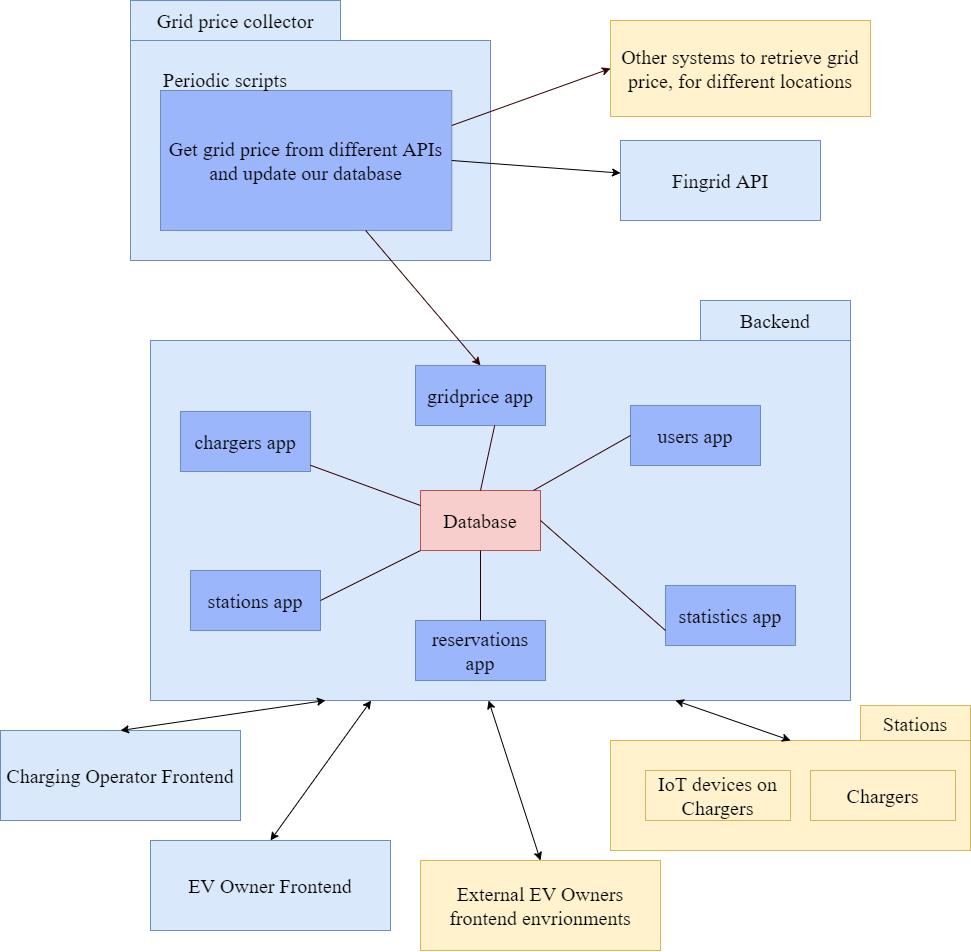 Grid price collector
Periodic scripts
Get grid price from different APIs
and update our database
Other systems to retrieve grid
price, for different locations
Fingrid API
Backend
gridprice app
chargers app
users app
Database
stations app
statistics app
reservations
app
Charging Operator Frontend
Stations
IoT devices on
Chargers
Chargers
EV Owner Frontend
External EV Owners
frontend envrionments